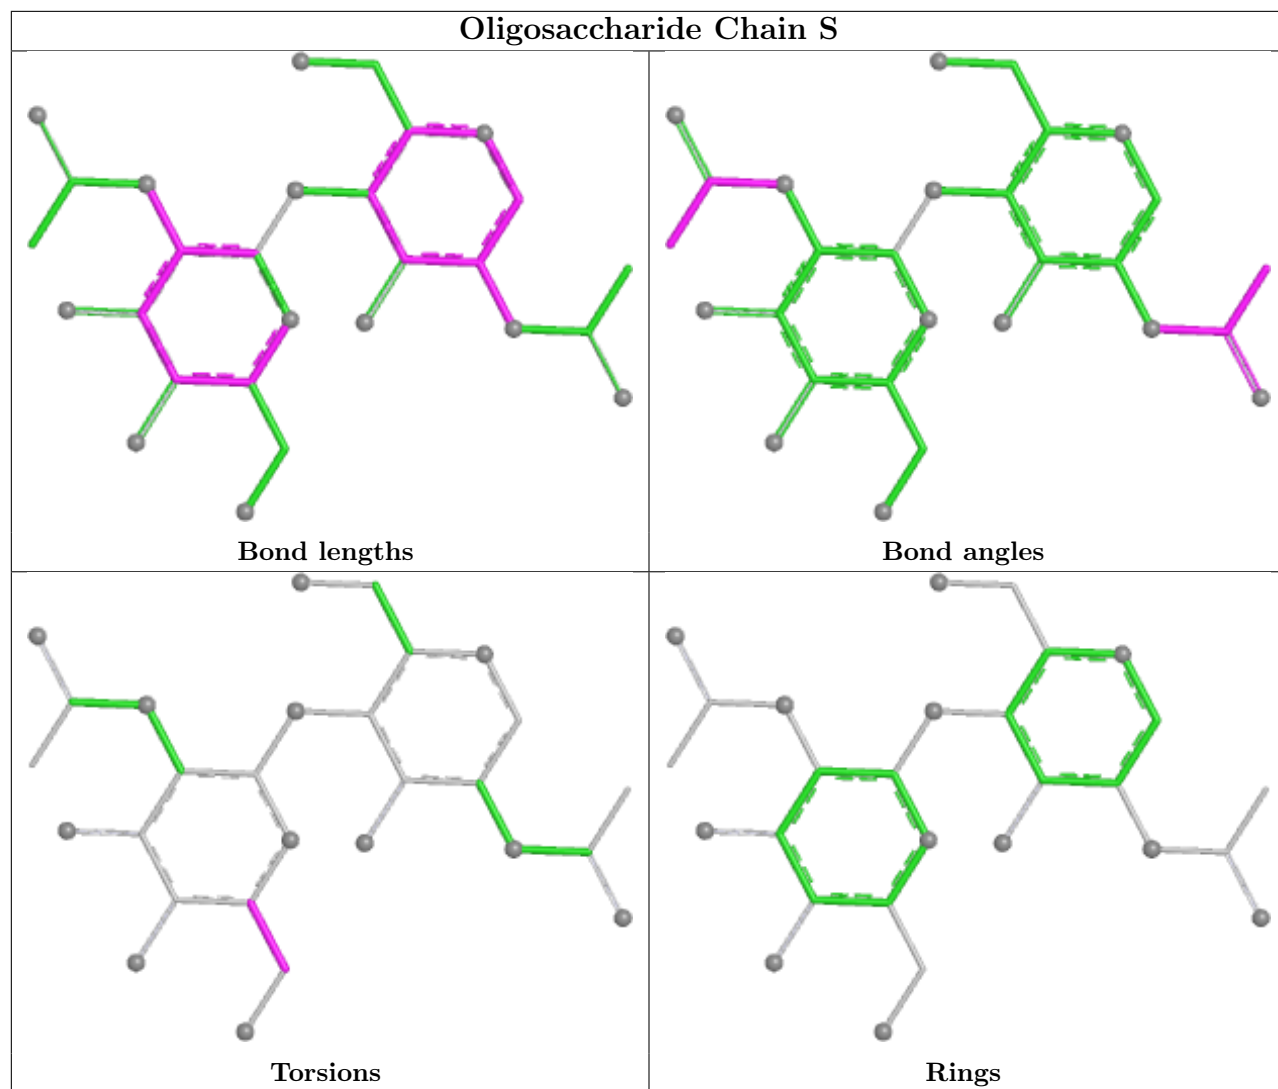 Oligosaccharide Chain S
Bond lengths
Bond angles
Torsions
Rings